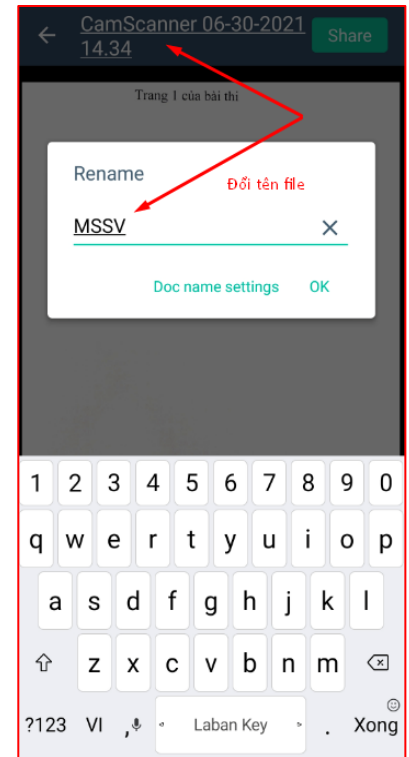 CamScanner 06-30-2021
14.34
Share
Trang 1 của bài thi
Rename
Đổi tên file
MSSV
Doc name settings OK
1 2 3 4 5 6 7 8 9 0
q w e r t y u i o p
a s d f g h j k l
z x c v b n m
?123 VI , Laban Key . Xong